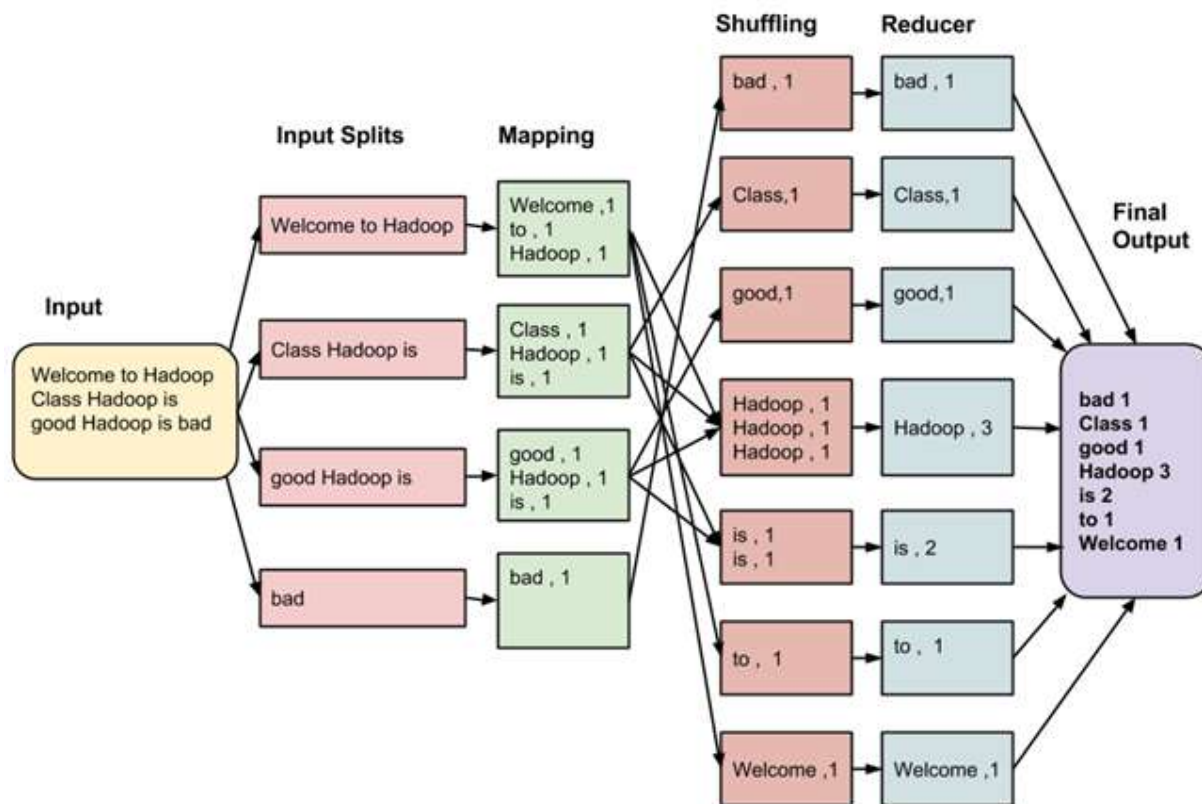 Input
Welcome to Hadoop
Class Hadoop is
good Hadoop is bad
Input Splits
Welcome to Hadoop
Class Hadoop is
good Hadoop is
bad
Mapping
Welcome ,1
to , 1
Hadoop , 1
Class , 1
Hadoop , 1
is , 1
good , 1
Hadoop , 1
is , 1
bad , 1
Shuffling
bad , 1
Class,1
good,1
Hadoop , 1
Hadoop , 1
Hadoop , 1
is , 1
is , 1
to , 1
Welcome ,1
Reducer
bad , 1
Class,1
good,1
Hadoop , 3
is , 2
to , 1
Welcome ,1
Final
Output
bad 1
Class 1
good 1
Hadoop 3
is 2
to 1
Welcome 1